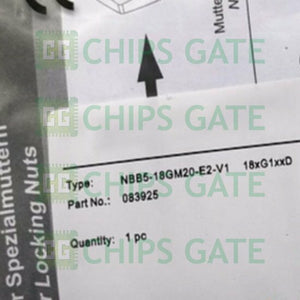 Mutte
N
r Spezialmuttern
r Locking Nuts
CHIPS GATE
CHIPS GATE
CHIPS GATE
CHIPS GATE
Type: NBB5-18GM20-E2-V1 18xG1xxD
Part No.: 083925
Quantity: 1 pc